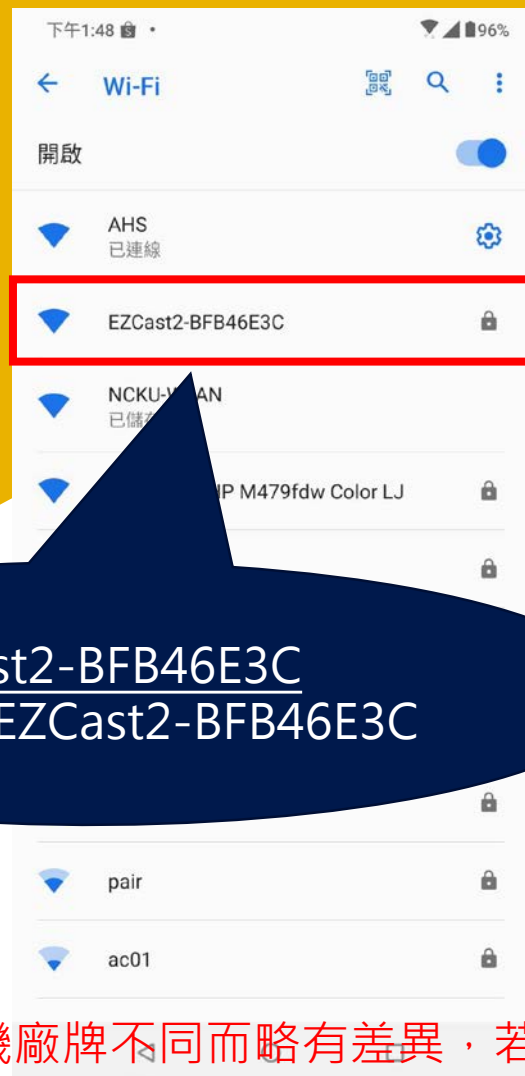 下午1:48
96%
Wi-Fi
開啟
AHS
已連線
EZCast2-BFB46E3C
NCKU-W AN
已儲
IP M479fdw Color LJ
st2-BFB46E3C
EZCast2-BFB46E3C
pair
ac01
機廠牌不同而略有差異，若